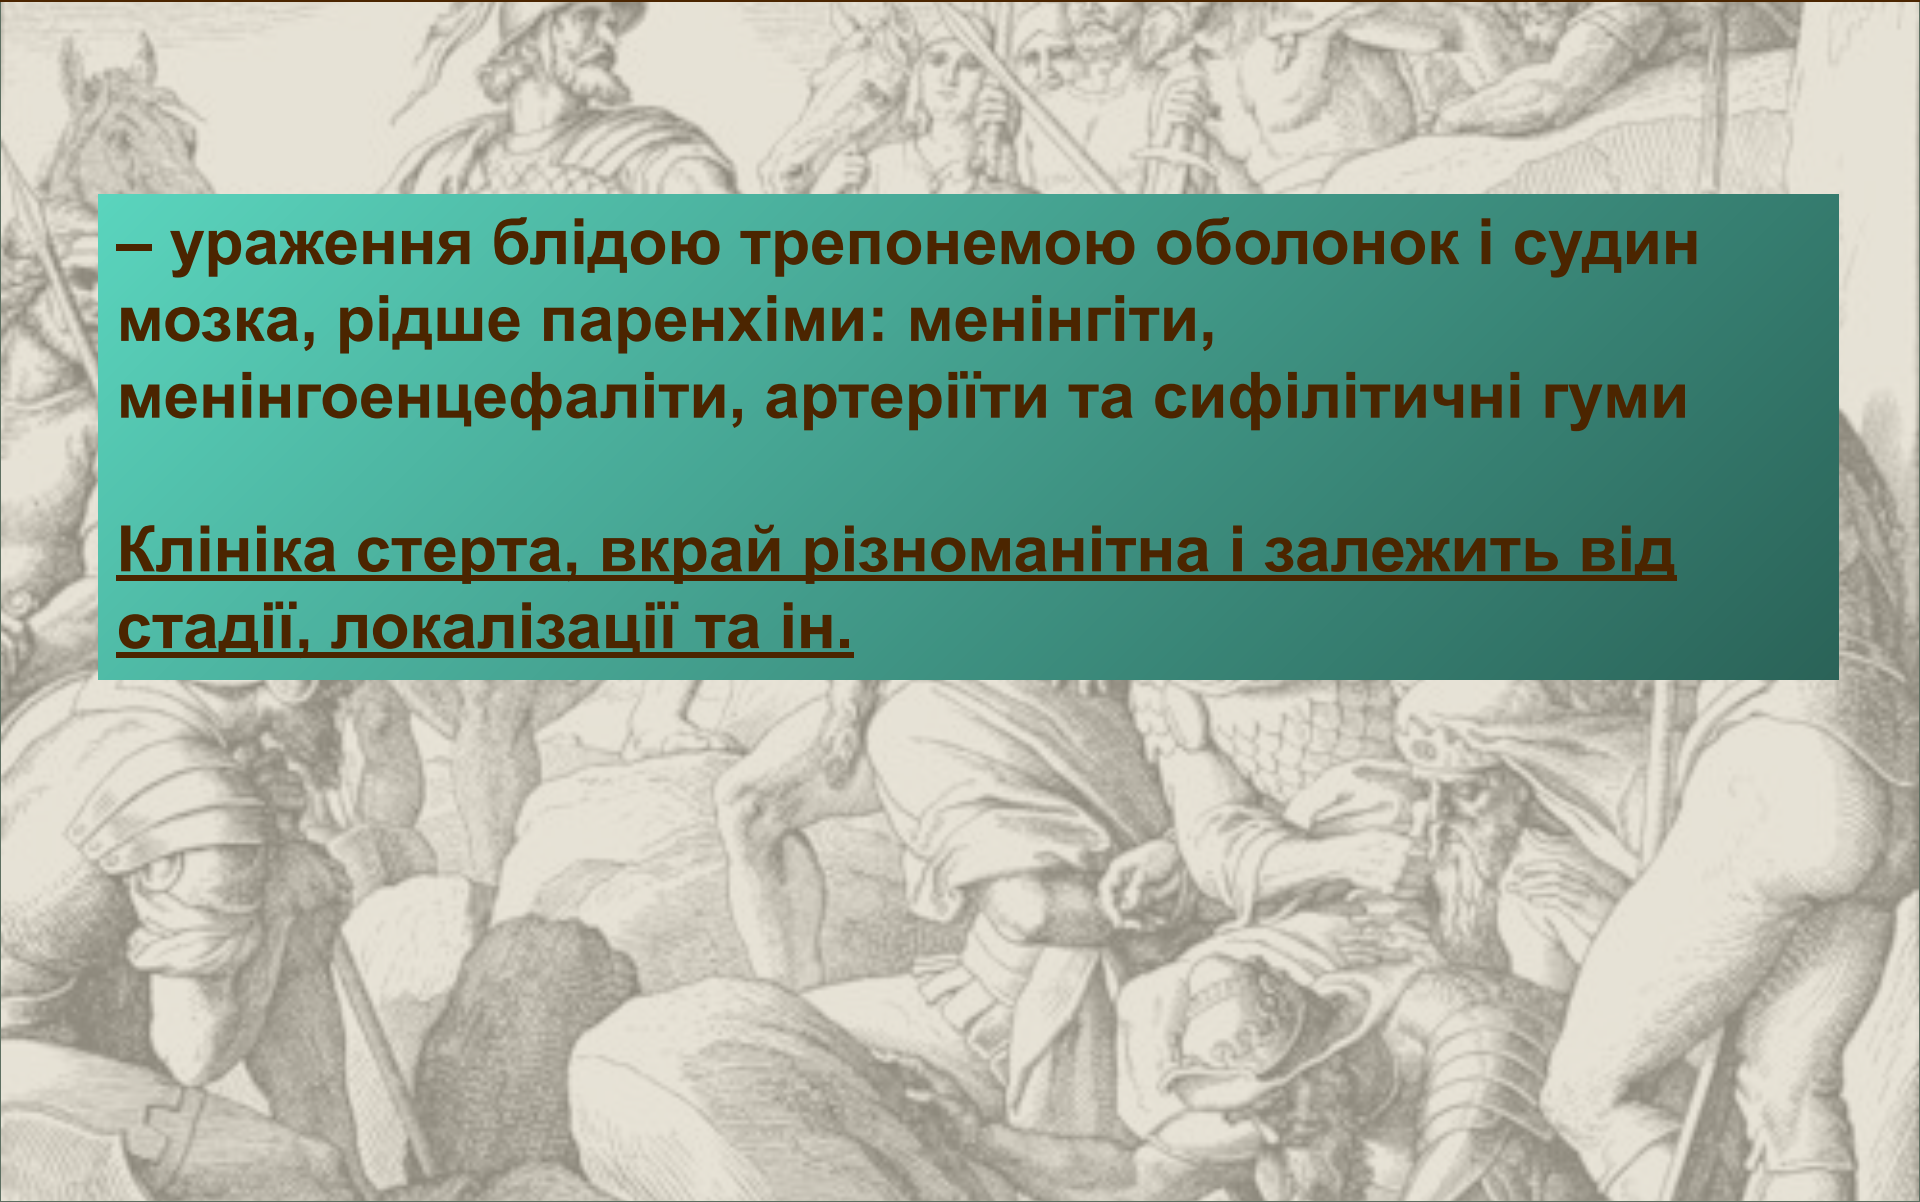 – ураження блідою трепонемою оболонок і судин
мозка, рідше паренхіми: менінгіти,
менінгоенцефаліти, артеріїти та сифілітичні гуми
Клініка стерта, вкрай різноманітна і залежить від
стадії, локалізації та ін.